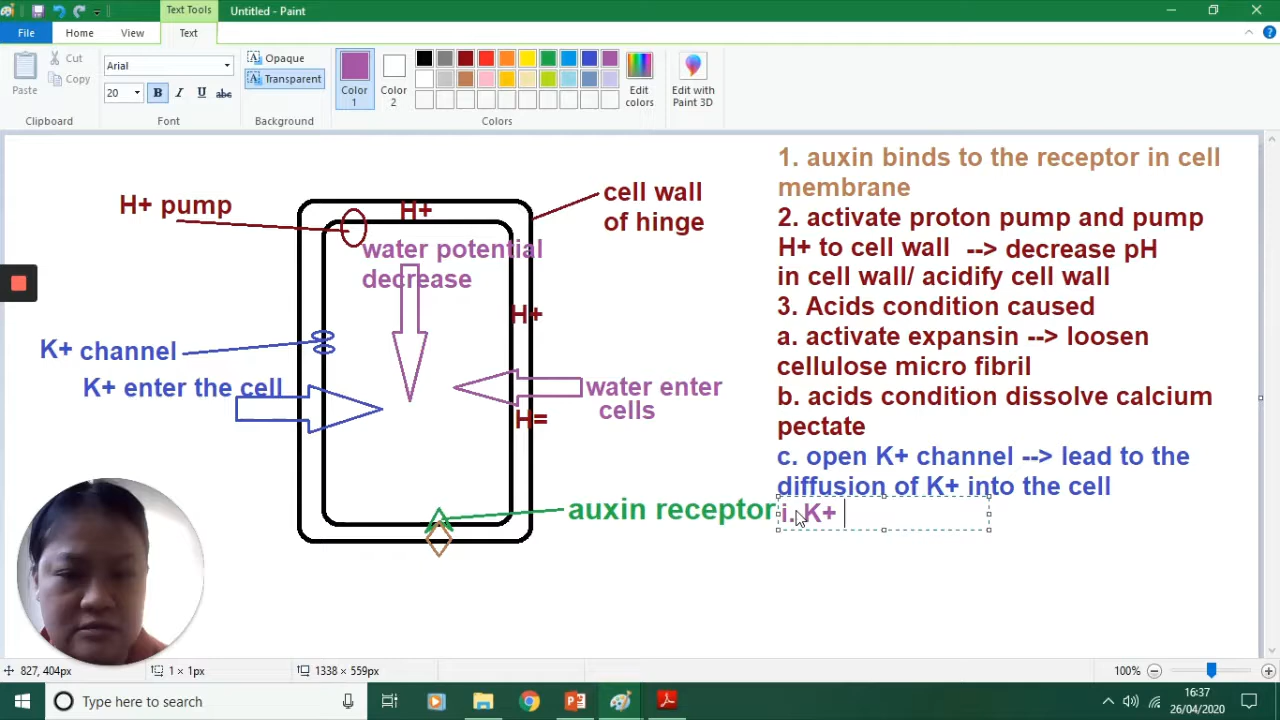 Text Tools
Untitled - Paint
File
Home
View
Text
Paste
Cut
Copy
Arial
20
B
I
U
abc
Opaque
Transparent
Color
1
Color
2
Edit
colors
Edit with
Paint 3D
Clipboard
Font
Background
Colors
H+ pump
H+
cell wall
of hinge
water potential
decrease
H+
K+ channel
K+ enter the cell
water enter
cells
H=
auxin receptor
1. auxin binds to the receptor in cell
membrane
2. activate proton pump and pump
H+ to cell wall --> decrease pH
in cell wall/ acidify cell wall
3. Acids condition caused
a. activate expansin --> loosen
cellulose micro fibril
b. acids condition dissolve calcium
pectate
c. open K+ channel --> lead to the
diffusion of K+ into the cell
i. K+
827, 404px
1 × 1px
1338 × 559px
100%
Type here to search
16:37
26/04/2020